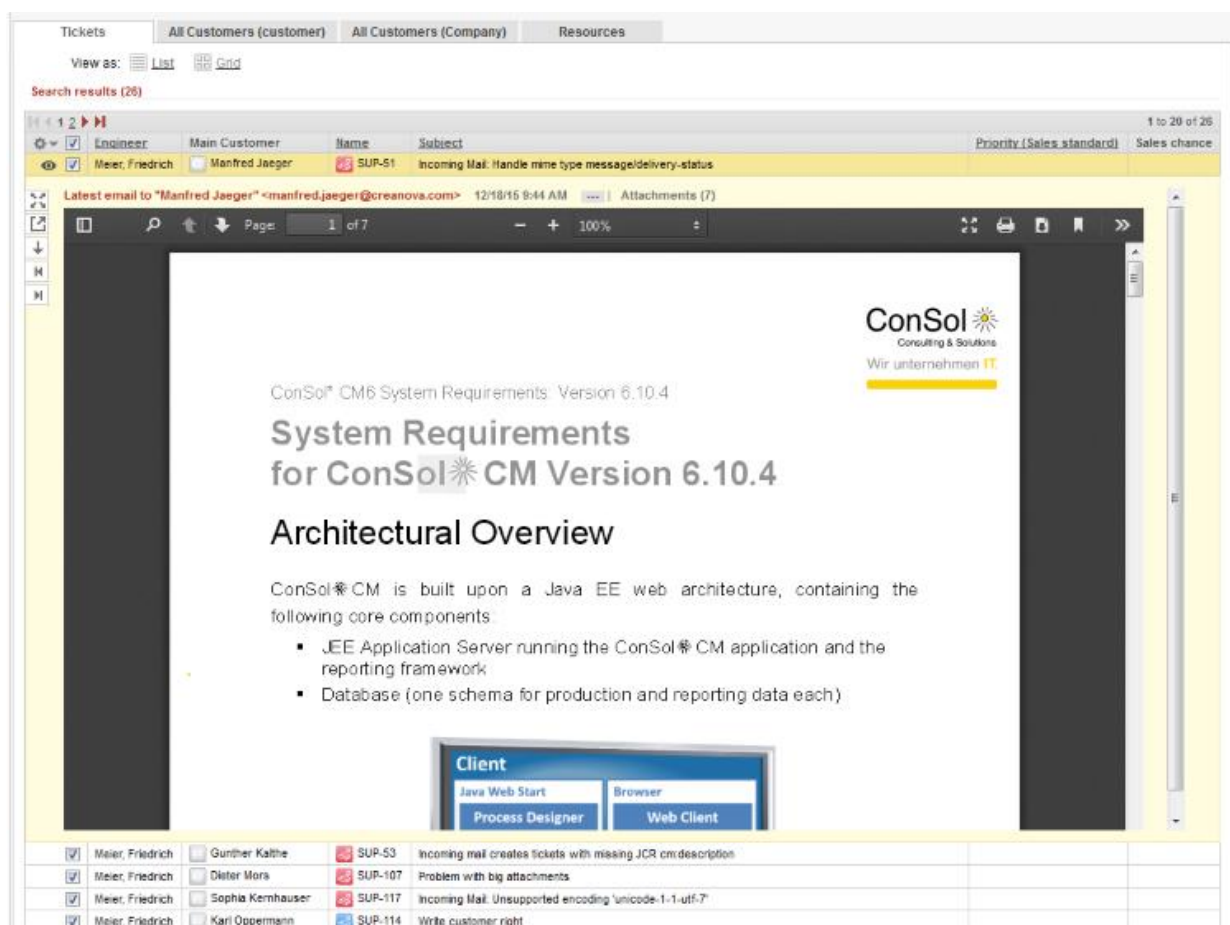 Tickets All Customers (customer) All Customers (Company) Resources
View as: List Grid
Search results (26)
1 2 1 to 20 of 26
Engineer Main Customer Name Subject Priority (Sales standard) Sales chance
Meier, Friedrich Manfred Jaeger SUP-51 Incoming Mail: Handle mime type message/delivery-status
Latest email to "Manfred Jaeger" <manfred.jaeger@creanova.com> 12/18/15 9:44 AM ... | Attachments (7)
Page: 1 of 7 − + 100%
ConSol
Consulting & Solutions
Wir unternehmen IT.
ConSol* CM6 System Requirements: Version 6.10.4
System Requirements
for ConSol CM Version 6.10.4
Architectural Overview
ConSol CM is built upon a Java EE web architecture, containing the
following core components:
▪ JEE Application Server running the ConSol CM application and the
reporting framework
▪ Database (one schema for production and reporting data each)
Client
Java Web Start Browser
Process Designer Web Client
Meier, Friedrich Gunther Kalthe SUP-53 Incoming mail creates tickets with missing JCR cm:description
Meier, Friedrich Dieter Mors SUP-107 Problem with big attachments
Meier, Friedrich Sophia Kernhauser SUP-117 Incoming Mail: Unsupported encoding 'unicode-1-1-utf-7'
Meier, Friedrich Karl Oppermann SUP-114 Write customer right